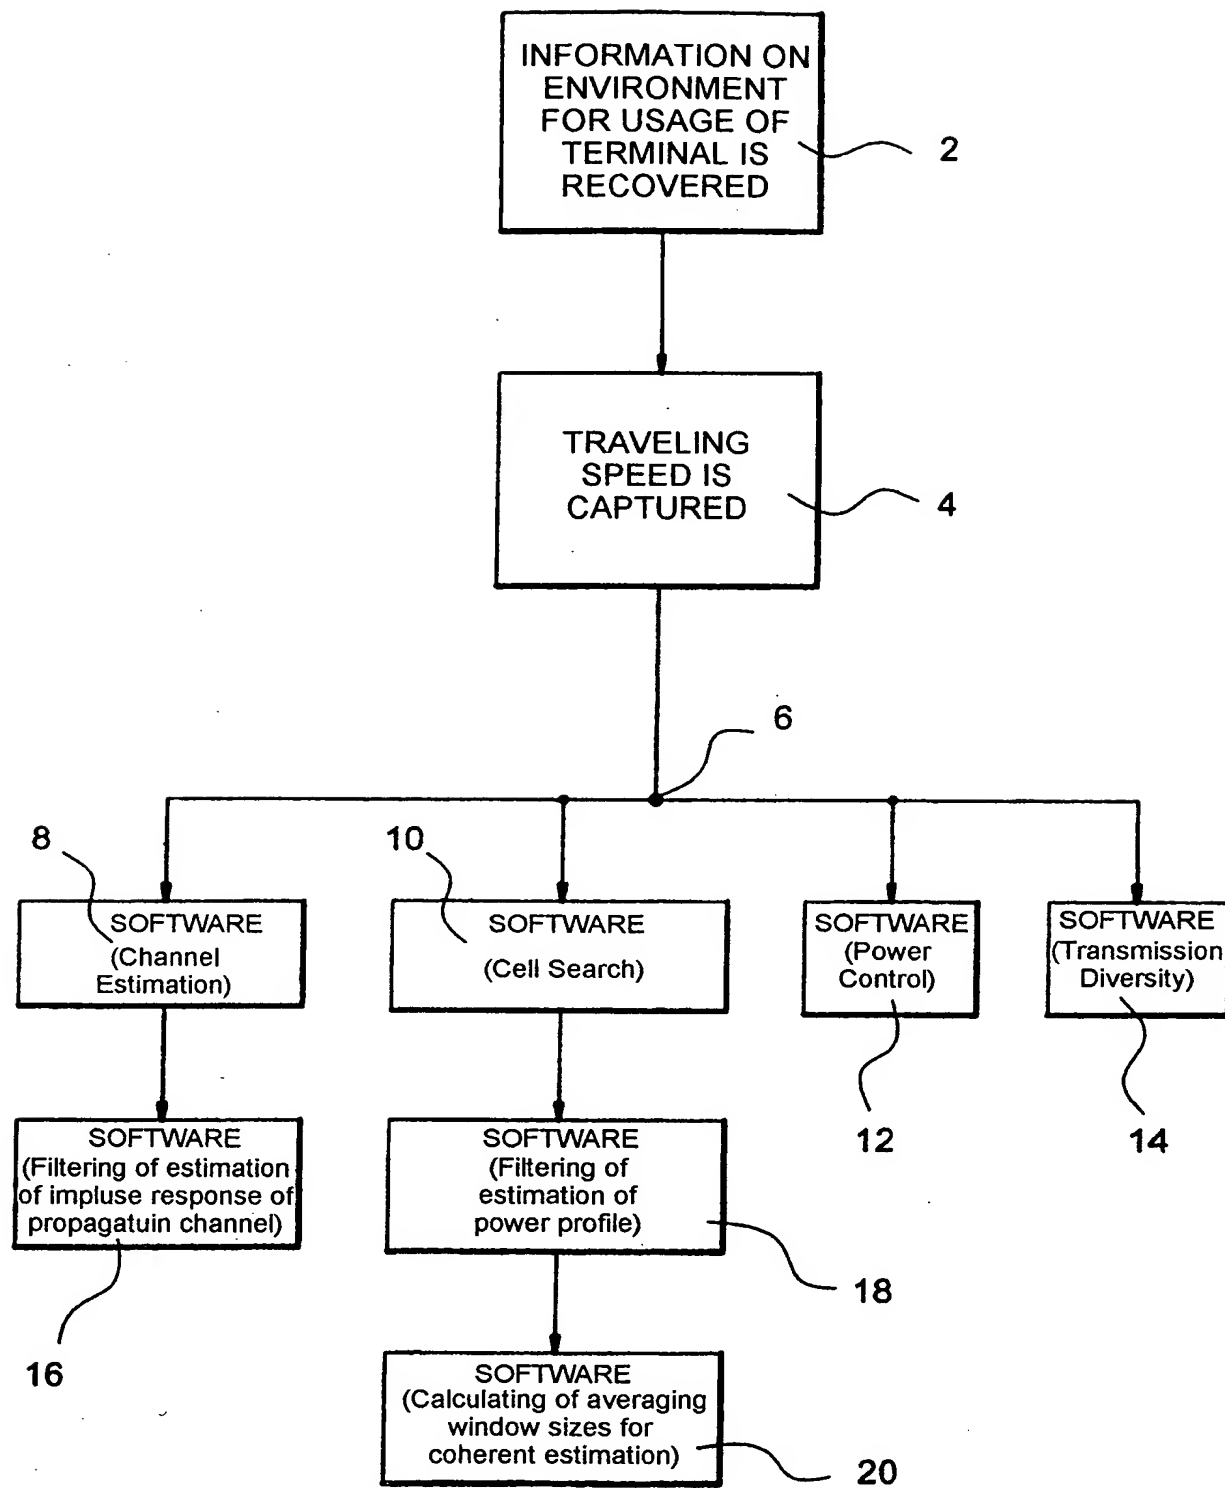 INFORMATION ON
ENVIRONMENT
FOR USAGE OF
TERMINAL IS
RECOVERED
2
TRAVELING
SPEED IS
CAPTURED
4
6
8
SOFTWARE
(Channel
Estimation)
10
SOFTWARE
(Cell Search)
SOFTWARE
(Power
Control)
12
SOFTWARE
(Transmission
Diversity)
14
SOFTWARE
(Filtering of estimation
of impluse response of
propagatuin channel)
16
SOFTWARE
(Filtering of
estimation of
power profile)
18
SOFTWARE
(Calculating of averaging
window sizes for
coherent estimation)
20